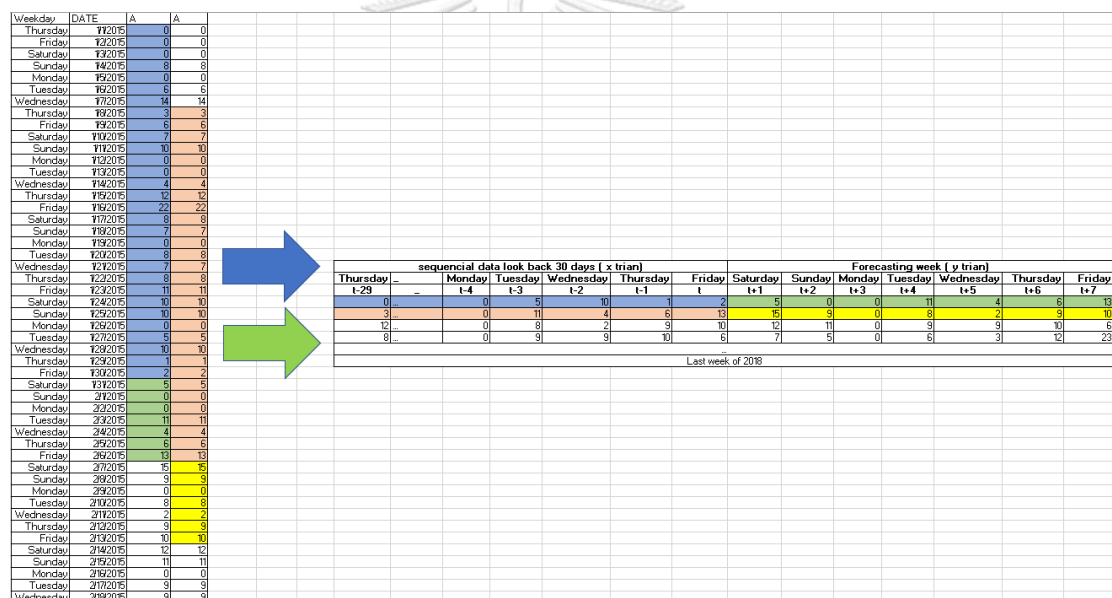 Weekday DATE A A
Thursday 1/1/2015 0 0
Friday 1/2/2015 0 0
Saturday 1/3/2015 0 0
Sunday 1/4/2015 8 8
Monday 1/5/2015 0 0
Tuesday 1/6/2015 6 6
Wednesday 1/7/2015 14 14
Thursday 1/8/2015 3 3
Friday 1/9/2015 6 6
Saturday 1/10/2015 7 7
Sunday 1/11/2015 10 10
Monday 1/12/2015 0 0
Tuesday 1/13/2015 0 0
Wednesday 1/14/2015 4 4
Thursday 1/15/2015 12 12
Friday 1/16/2015 22 22
Saturday 1/17/2015 8 8
Sunday 1/18/2015 7 7
Monday 1/19/2015 0 0
Tuesday 1/20/2015 8 8
Wednesday 1/21/2015 7 7
Thursday 1/22/2015 8 8
Friday 1/23/2015 11 11
Saturday 1/24/2015 10 10
Sunday 1/25/2015 10 10
Monday 1/26/2015 0 0
Tuesday 1/27/2015 5 5
Wednesday 1/28/2015 10 10
Thursday 1/29/2015 1 1
Friday 1/30/2015 2 2
Saturday 1/31/2015 5 5
Sunday 2/1/2015 0 0
Monday 2/2/2015 0 0
Tuesday 2/3/2015 11 11
Wednesday 2/4/2015 4 4
Thursday 2/5/2015 6 6
Friday 2/6/2015 13 13
Saturday 2/7/2015 15 15
Sunday 2/8/2015 9 9
Monday 2/9/2015 0 0
Tuesday 2/10/2015 8 8
Wednesday 2/11/2015 2 2
Thursday 2/12/2015 9 9
Friday 2/13/2015 10 10
Saturday 2/14/2015 12 12
Sunday 2/15/2015 11 11
Monday 2/16/2015 0 0
Tuesday 2/17/2015 9 9
Wednesday 2/18/2015 9 9
sequencial data look back 30 days ( x trian) Forecasting week ( y trian)
Thursday ... Monday Tuesday Wednesday Thursday Friday Saturday Sunday Monday Tuesday Wednesday Thursday Friday
t-29 ... t-4 t-3 t-2 t-1 t t+1 t+2 t+3 t+4 t+5 t+6 t+7
0 ... 0 5 10 1 2 5 0 0 11 4 6 13
3 ... 0 11 4 6 13 15 9 0 8 2 9 10
12 ... 0 8 2 9 10 12 11 0 9 9 10 6
8 ... 0 9 9 10 6 7 5 0 6 3 12 23
...
Last week of 2018